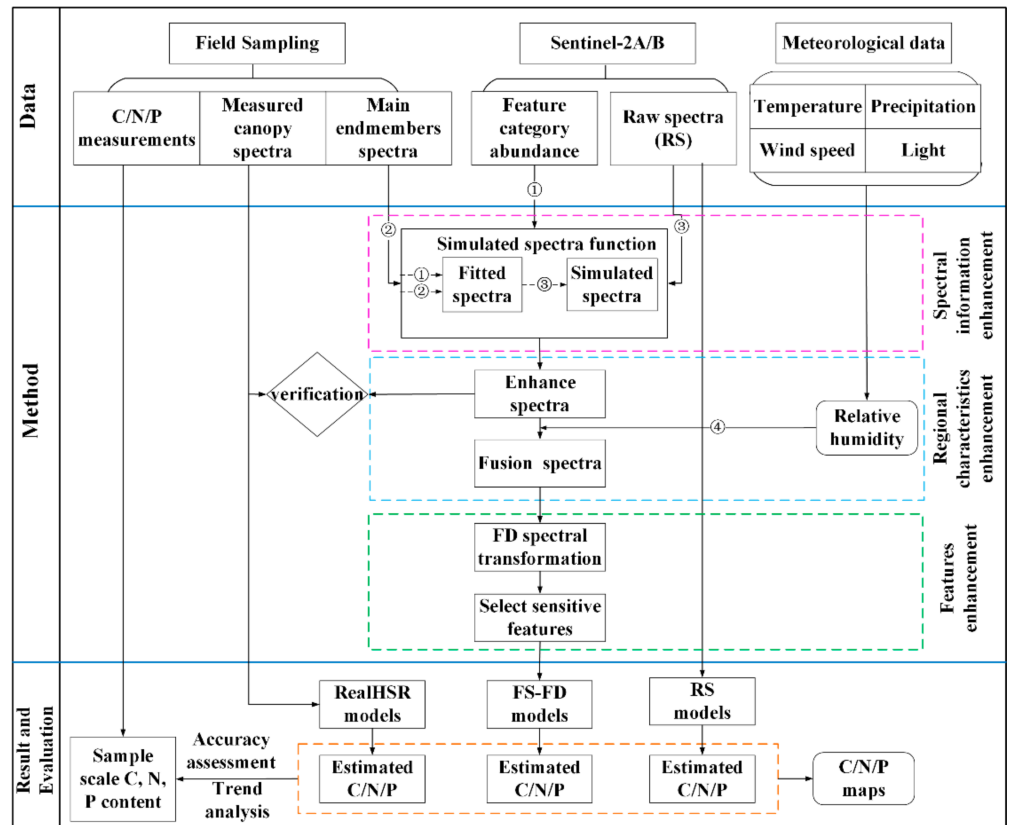 Data
Field Sampling
Sentinel-2A/B
Meteorological data
C/N/P
measurements
Measured
canopy
spectra
Main
endmembers
spectra
Feature
category
abundance
Raw spectra
(RS)
Temperature
Precipitation
Wind speed
Light
Method
①
②
③
Simulated spectra function
①
②
Fitted
spectra
③
Simulated
spectra
Spectral
information
enhancement
verification
Enhance
spectra
④
Relative
humidity
Fusion spectra
Regional
characteristics
enhancement
FD spectral
transformation
Select sensitive
features
Features
enhancement
Result and
Evaluation
RealHSR
models
FS-FD
models
RS
models
Sample
scale C, N,
P content
Accuracy
assessment
Trend
analysis
Estimated
C/N/P
Estimated
C/N/P
Estimated
C/N/P
C/N/P
maps